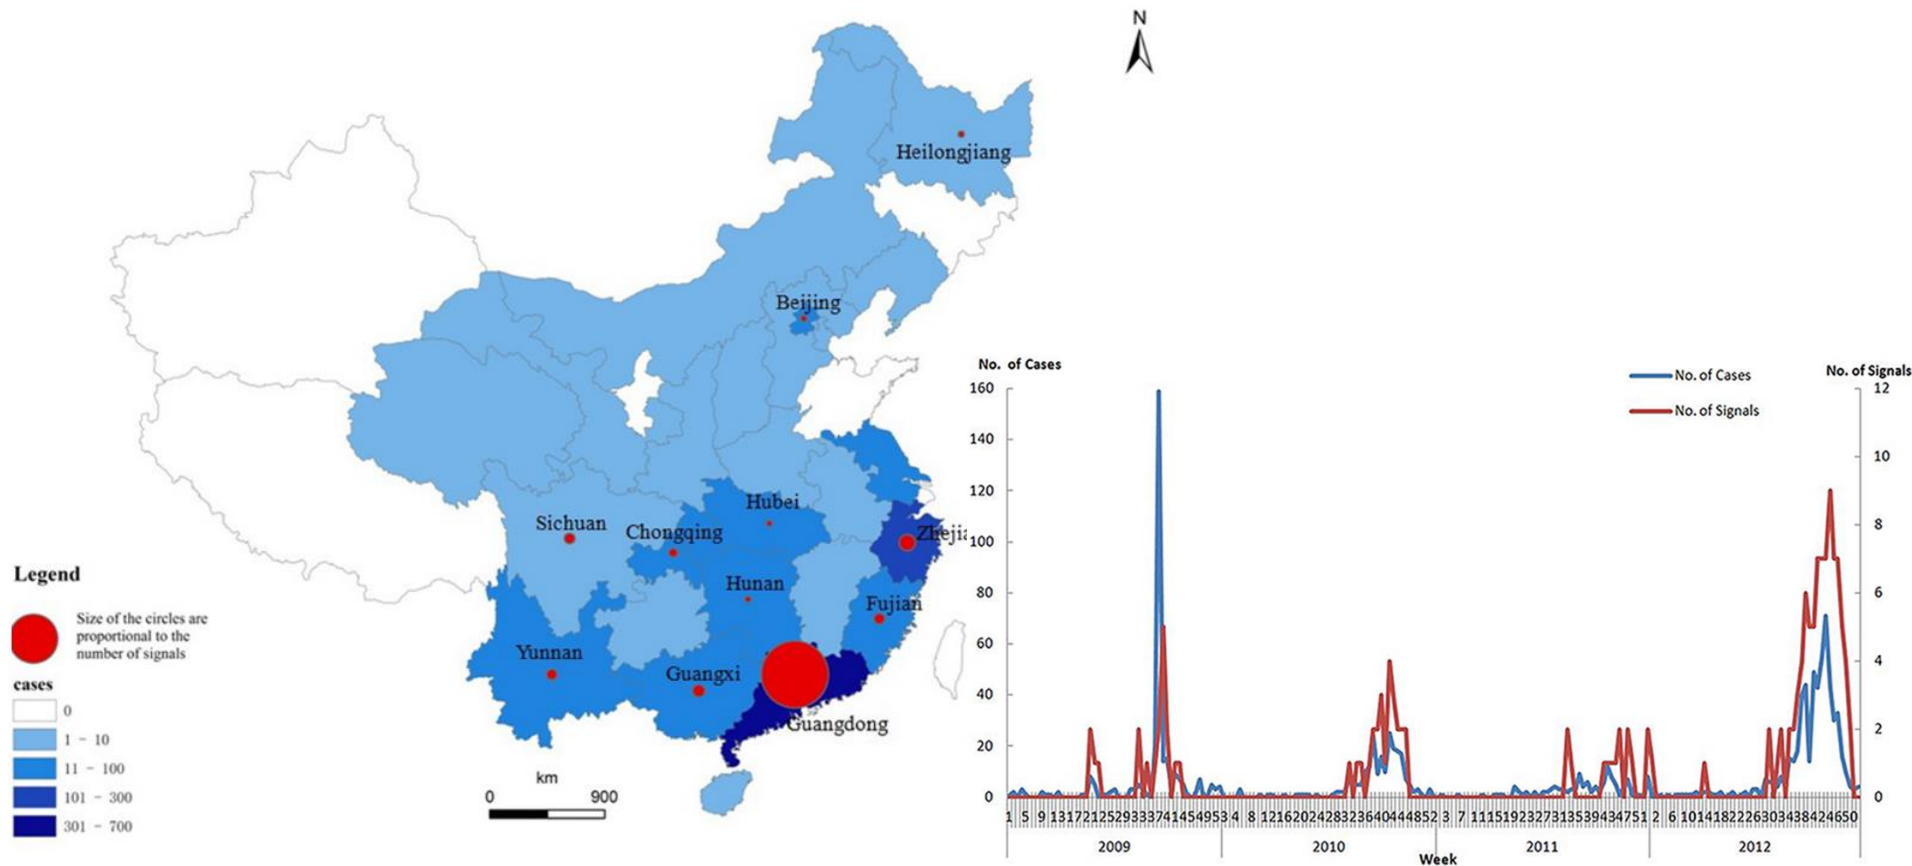 N
Heilongjiang
Beijing
Hubei
Sichuan
Chongqing
Zhejia
Hunan
Fujian
Yunnan
Guangxi
Guangdong
Legend
Size of the circles are
proportional to the
number of signals
cases
0
1 - 10
11 - 100
101 - 300
301 - 700
km
0 900
No. of Cases
No. of Signals
No. of Cases
No. of Signals
160
140
120
100
80
60
40
20
0
12
10
8
6
4
2
0
2009 2010 2011 2012
Week